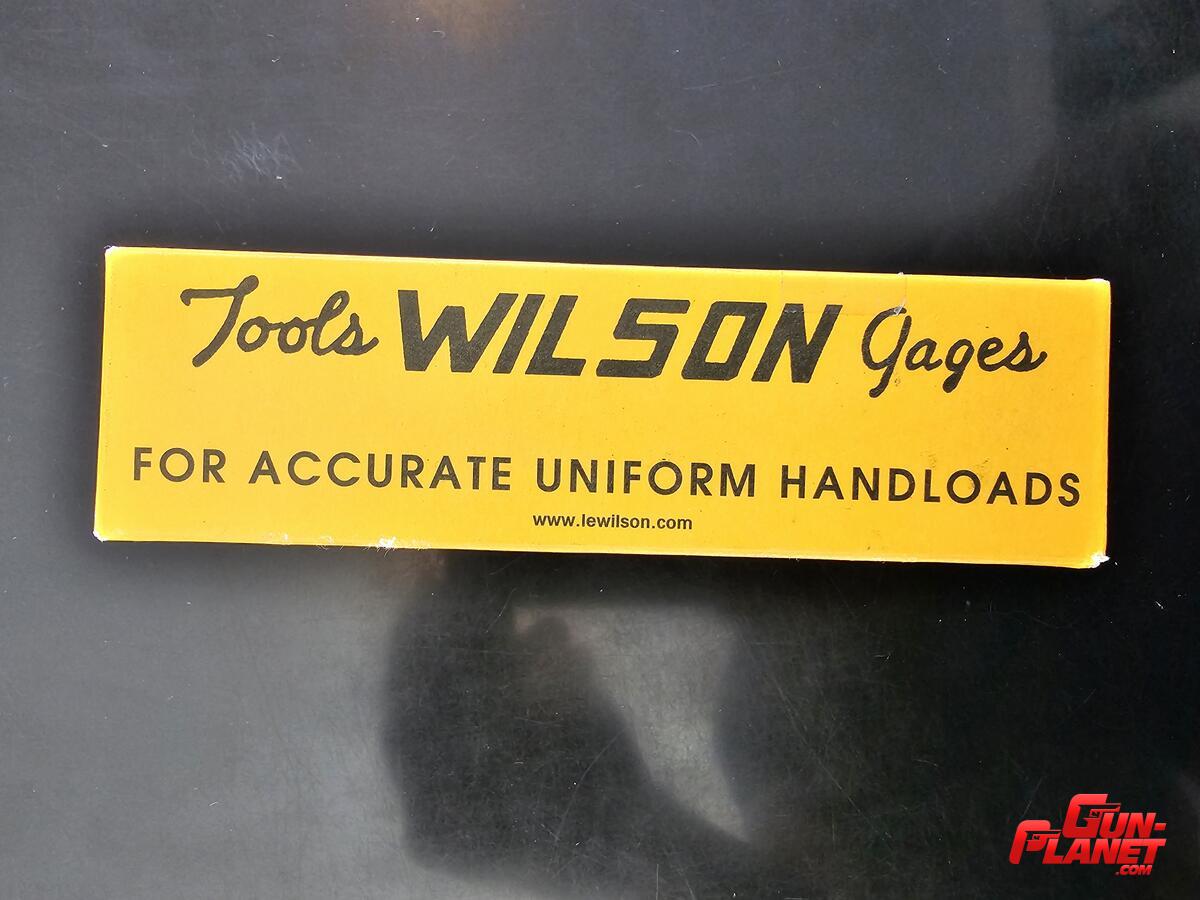 Tools WILSON Gages
FOR ACCURATE UNIFORM HANDLOADS
www.lewilson.com
GUN-
PLANET
.COM